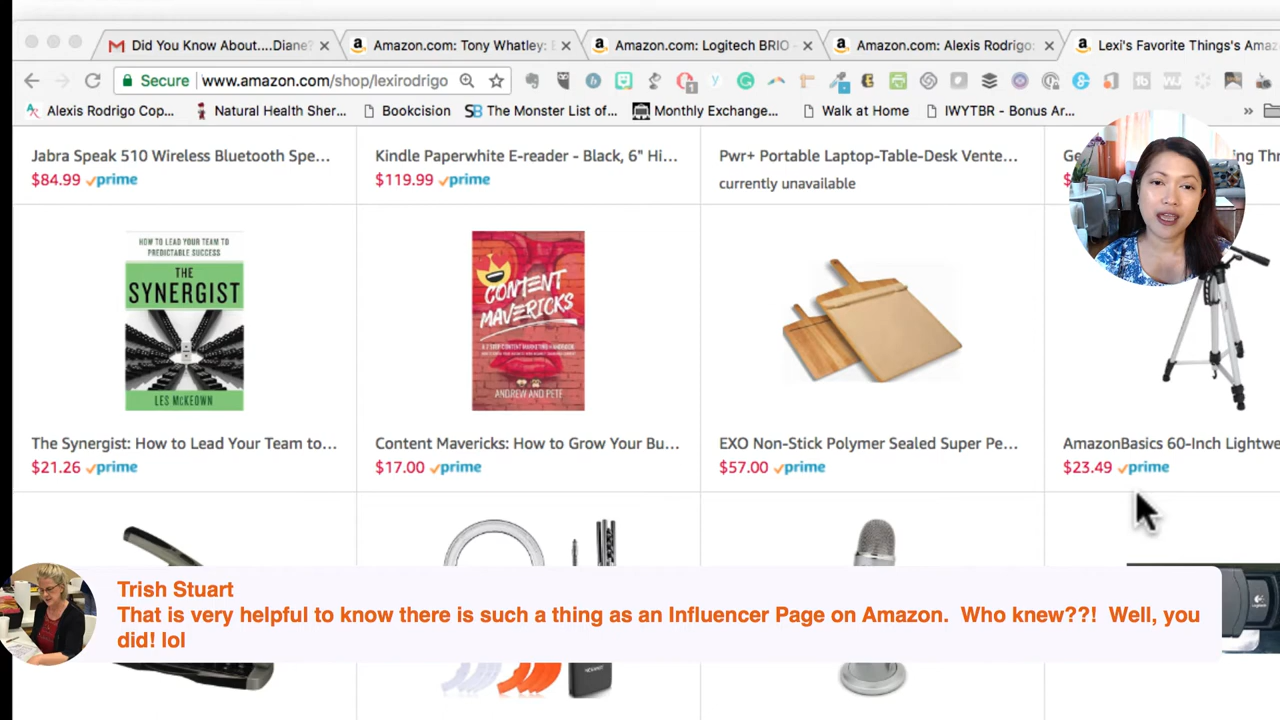 Did You Know About....Diane?
Amazon.com: Tony Whatley: E
Amazon.com: Logitech BRIO -
Amazon.com: Alexis Rodrigo:
Lexi's Favorite Things's Amaz
Secure
www.amazon.com/shop/lexirodrigo
Alexis Rodrigo Cop...
Natural Health Sher...
Bookcision
The Monster List of...
Monthly Exchange...
Walk at Home
IWYTBR - Bonus Ar...
Jabra Speak 510 Wireless Bluetooth Spe...
$84.99 prime
Kindle Paperwhite E-reader - Black, 6" Hi...
$119.99 prime
Pwr+ Portable Laptop-Table-Desk Vente...
currently unavailable
HOW TO LEAD YOUR TEAM TO
PREDICTABLE SUCCESS
THE
SYNERGIST
LES McKEOWN
CONTENT
MAVERICKS
ANDREW AND PETE
The Synergist: How to Lead Your Team to...
$21.26 prime
Content Mavericks: How to Grow Your Bu...
$17.00 prime
EXO Non-Stick Polymer Sealed Super Pe...
$57.00 prime
AmazonBasics 60-Inch Lightwe
$23.49 prime
Logitech
Trish Stuart
That is very helpful to know there is such a thing as an Influencer Page on Amazon. Who knew??! Well, you
did! lol